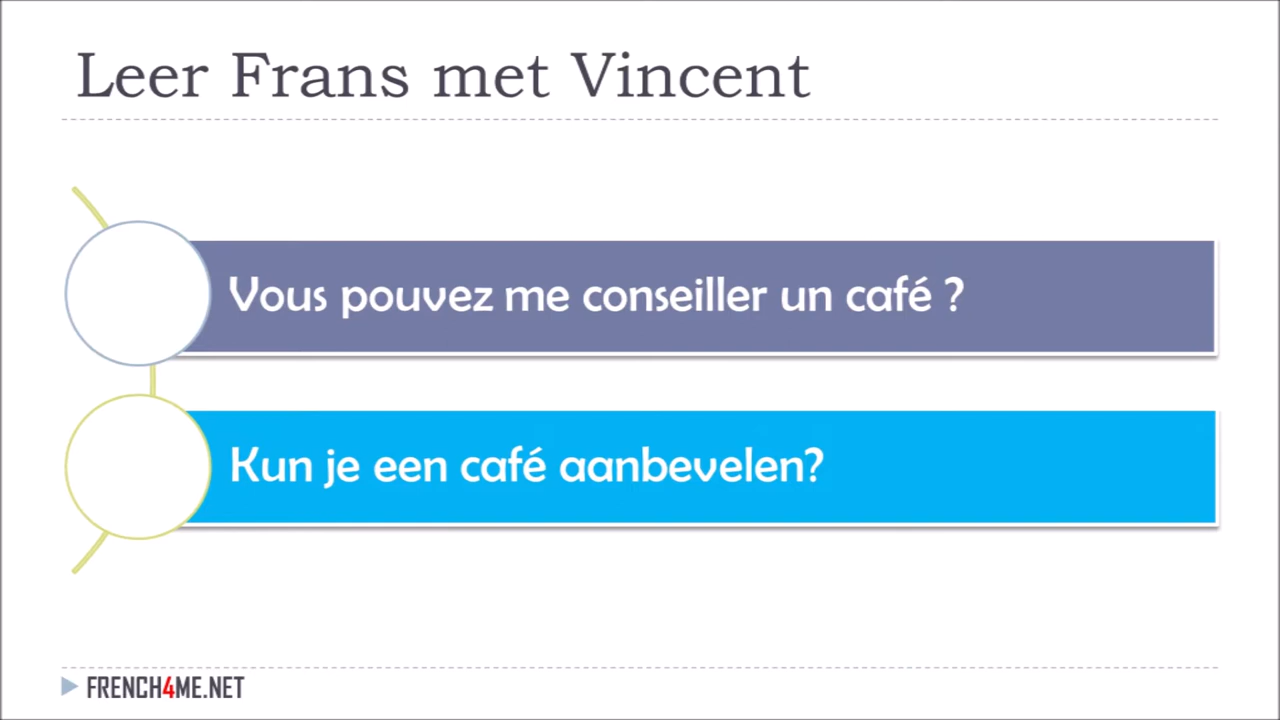 Leer Frans met Vincent
Vous pouvez me conseiller un café ?
Kun je een café aanbevelen?
FRENCH4ME.NET